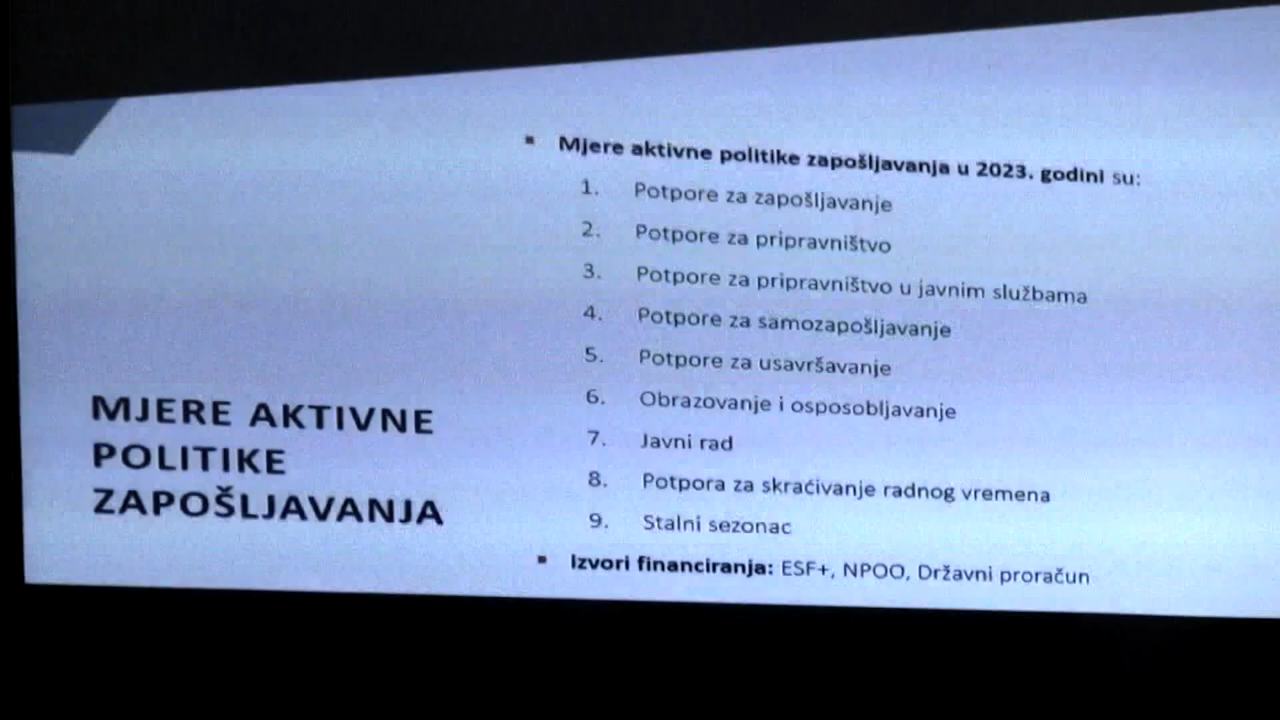 MJERE AKTIVNE
POLITIKE
ZAPOŠLJAVANJA
▪ Mjere aktivne politike zapošljavanja u 2023. godini su:
1. Potpore za zapošljavanje
2. Potpore za pripravništvo
3. Potpore za pripravništvo u javnim službama
4. Potpore za samozapošljavanje
5. Potpore za usavršavanje
6. Obrazovanje i osposobljavanje
7. Javni rad
8. Potpora za skraćivanje radnog vremena
9. Stalni sezonac
▪ Izvori financiranja: ESF+, NPOO, Državni proračun